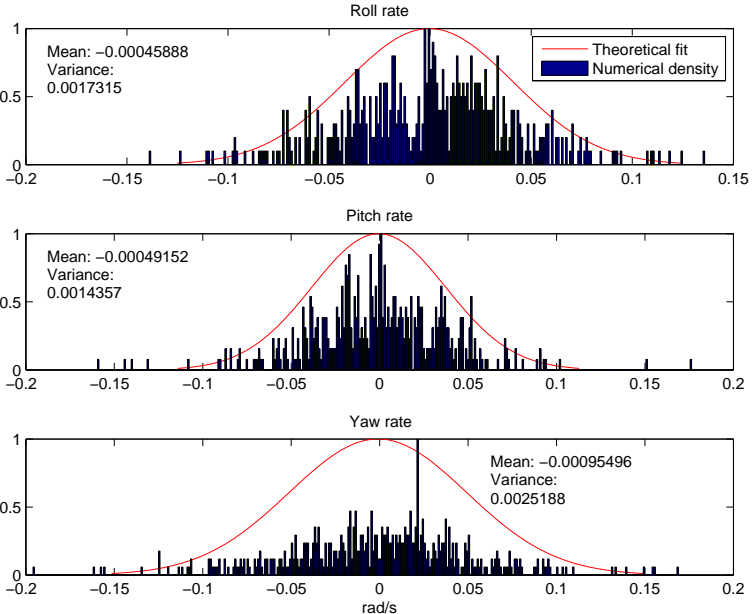 Roll rate
1
0.5
0
Mean: −0.00045888
Variance:
0.0017315
Theoretical fit
Numerical density
−0.2 −0.15 −0.1 −0.05 0 0.05 0.1 0.15
Pitch rate
1
0.5
0
Mean: −0.00049152
Variance:
0.0014357
−0.2 −0.15 −0.1 −0.05 0 0.05 0.1 0.15 0.2
Yaw rate
1
0.5
0
Mean: −0.00095496
Variance:
0.0025188
−0.2 −0.15 −0.1 −0.05 0 0.05 0.1 0.15 0.2
rad/s